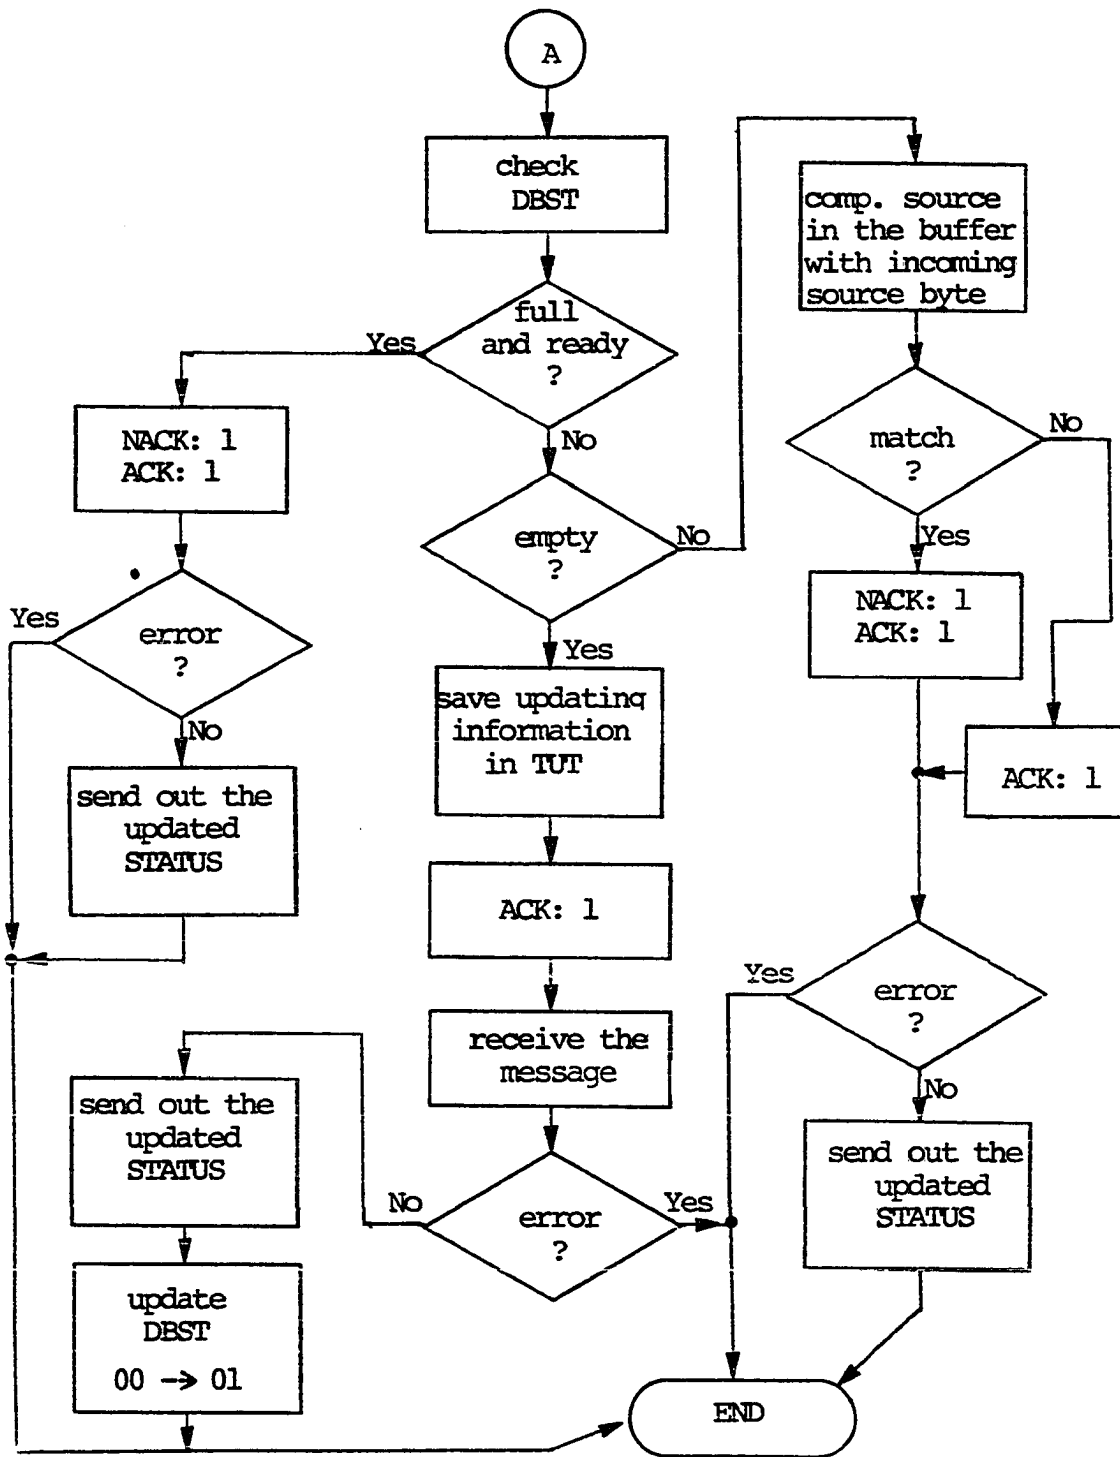 A
check
DBST
full
and ready
?
Yes
No
NACK: 1
ACK: 1
error
?
Yes
No
send out the
updated
STATUS
empty
?
No
Yes
save updating
information
in TUT
ACK: 1
receive the
message
error
?
No
Yes
send out the
updated
STATUS
update
DBST
00 → 01
comp. source
in the buffer
with incoming
source byte
match
?
No
Yes
NACK: 1
ACK: 1
ACK: 1
error
?
Yes
No
send out the
updated
STATUS
END